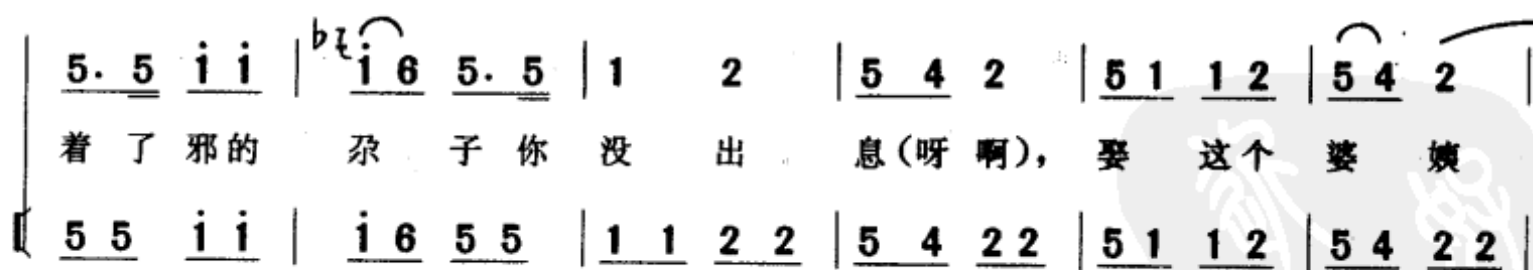 5. 5 i i | ♭7 i 6 5. 5 | 1 2 | 5 4 2 | 5 1 1 2 | 5 4 2 |
着 了 邪 的 尕 子 你 没 出 息（呀 啊），娶 这 个 婆 姨
5 5 i i | i 6 5 5 | 1 1 2 2 | 5 4 2 2 | 5 1 1 2 | 5 4 2 2 |